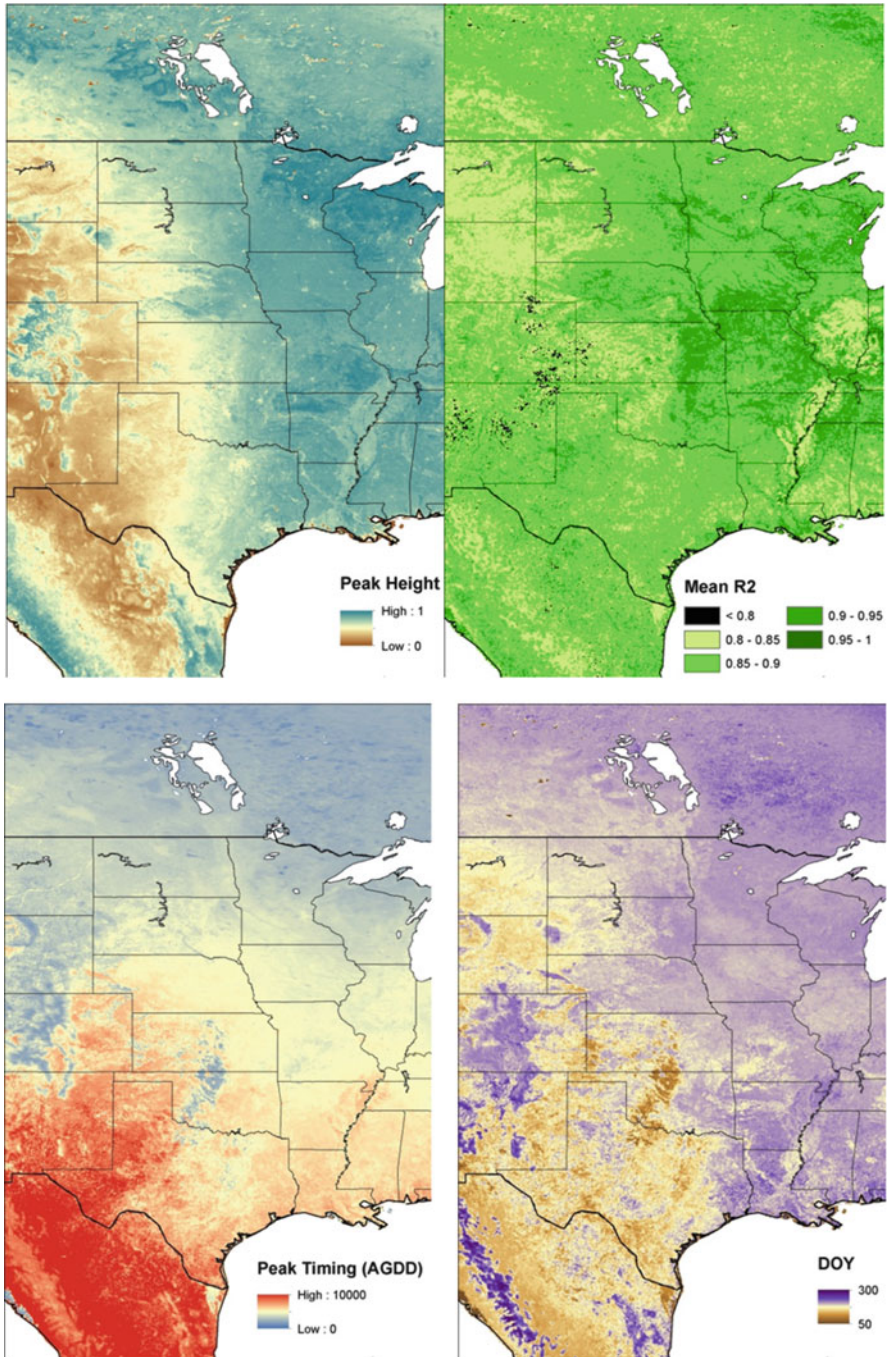 Peak Height
High : 1
Low : 0
Mean R2
< 0.8
0.9 - 0.95
0.8 - 0.85
0.95 - 1
0.85 - 0.9
Peak Timing (AGDD)
High : 10000
Low : 0
DOY
300
50